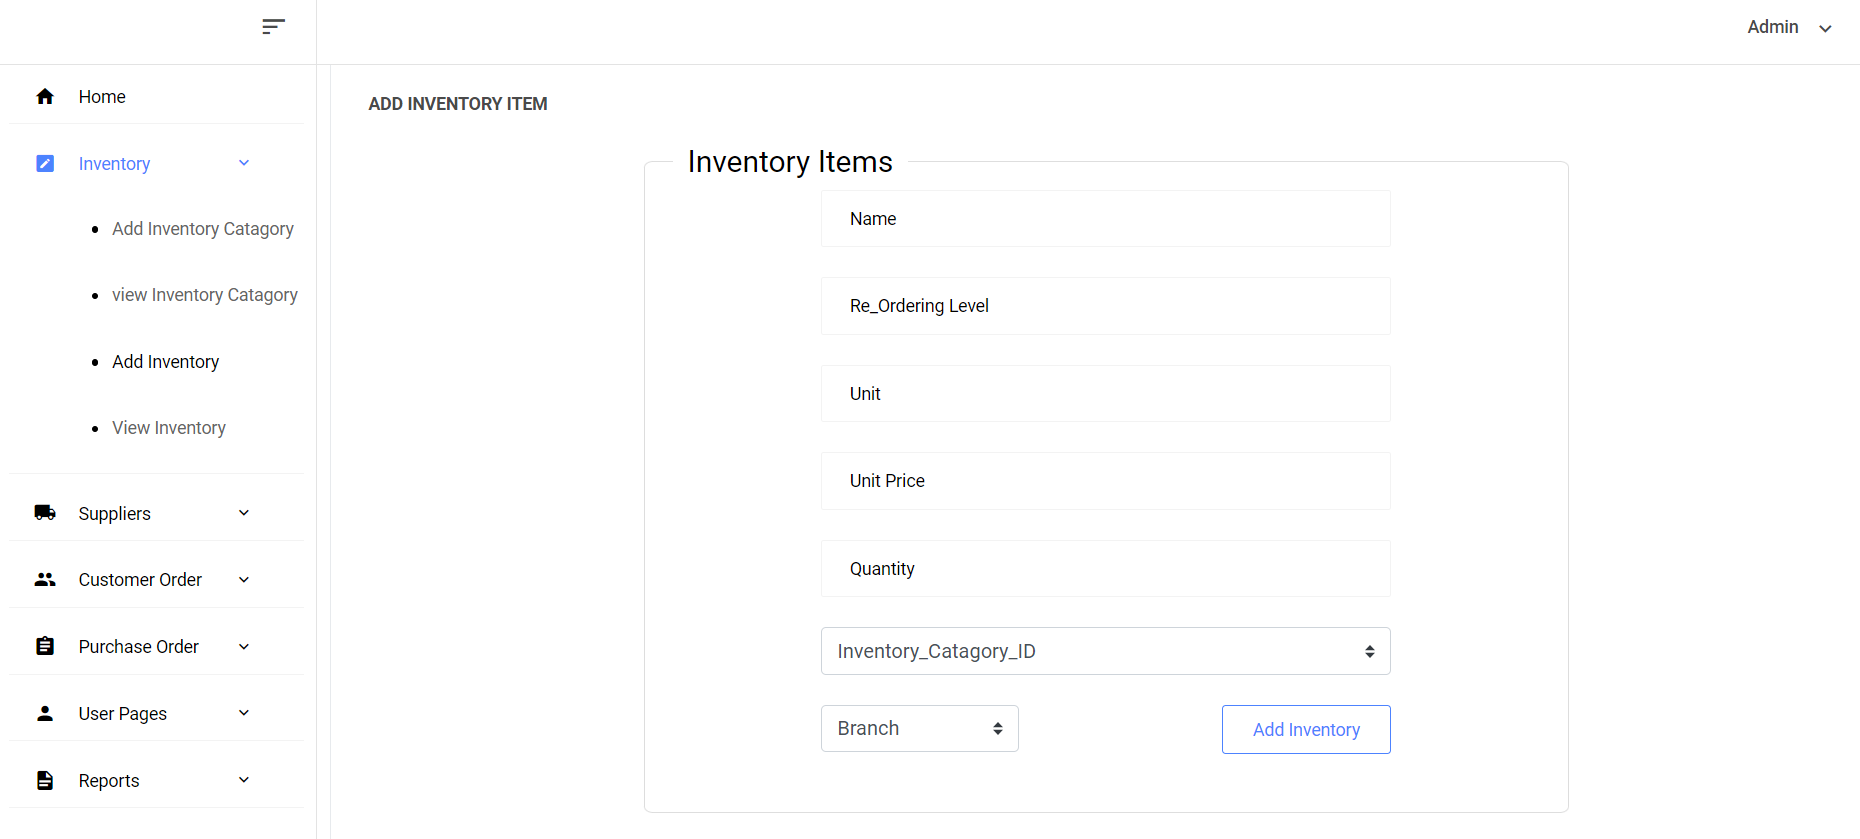 Admin
Home
Inventory
Add Inventory Catagory
view Inventory Catagory
Add Inventory
View Inventory
Suppliers
Customer Order
Purchase Order
User Pages
Reports
ADD INVENTORY ITEM
Inventory Items
Name
Re_Ordering Level
Unit
Unit Price
Quantity
Inventory_Catagory_ID
Branch
Add Inventory